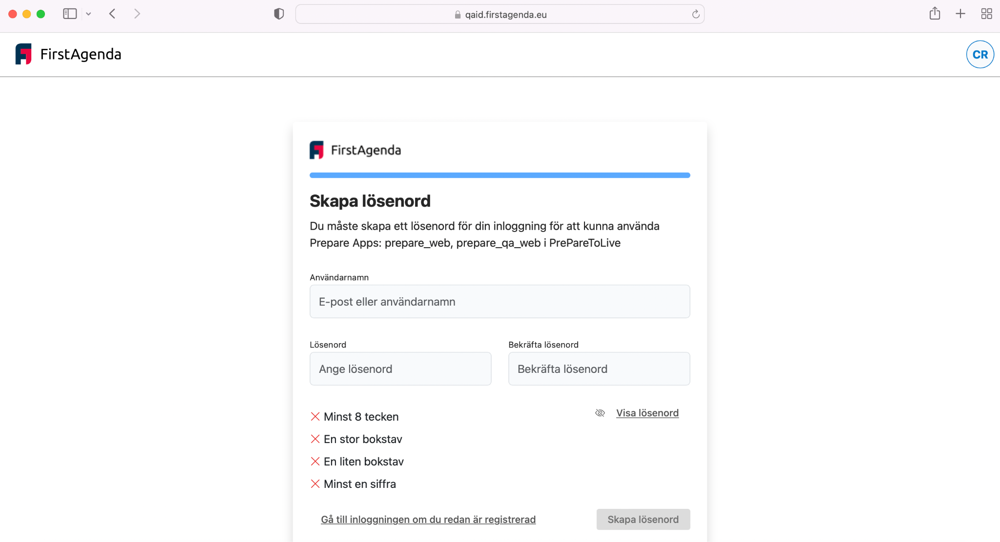 qaid.firstagenda.eu
FirstAgenda
CR
FirstAgenda
Skapa lösenord
Du måste skapa ett lösenord för din inloggning för att kunna använda
Prepare Apps: prepare_web, prepare_qa_web i PrePareToLive
Användarnamn
E-post eller användarnamn
Lösenord
Bekräfta lösenord
Ange lösenord
Bekräfta lösenord
Minst 8 tecken
Visa lösenord
En stor bokstav
En liten bokstav
Minst en siffra
Gå till inloggningen om du redan är registrerad
Skapa lösenord